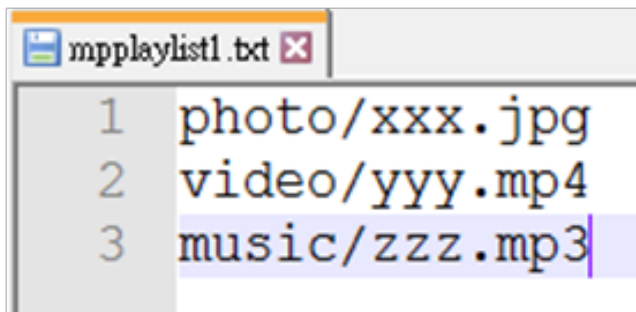 mpplaylist1.txt
1 photo/xxx.jpg
2 video/yyy.mp4
3 music/zzz.mp3